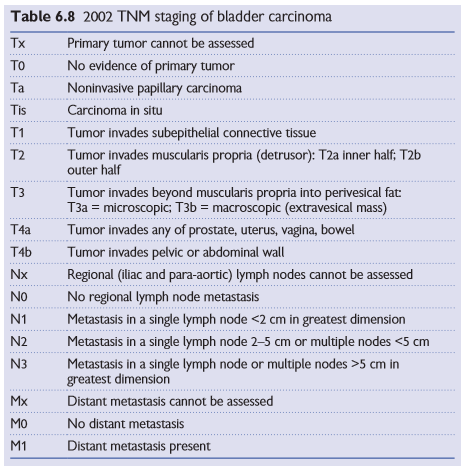 Table 6.8 2002 TNM staging of bladder carcinoma
Tx Primary tumor cannot be assessed
T0 No evidence of primary tumor
Ta Noninvasive papillary carcinoma
Tis Carcinoma in situ
T1 Tumor invades subepithelial connective tissue
T2 Tumor invades muscularis propria (detrusor): T2a inner half; T2b
outer half
T3 Tumor invades beyond muscularis propria into perivesical fat:
T3a = microscopic; T3b = macroscopic (extravesical mass)
T4a Tumor invades any of prostate, uterus, vagina, bowel
T4b Tumor invades pelvic or abdominal wall
Nx Regional (iliac and para-aortic) lymph nodes cannot be assessed
N0 No regional lymph node metastasis
N1 Metastasis in a single lymph node <2 cm in greatest dimension
N2 Metastasis in a single lymph node 2–5 cm or multiple nodes <5 cm
N3 Metastasis in a single lymph node or multiple nodes >5 cm in
greatest dimension
Mx Distant metastasis cannot be assessed
M0 No distant metastasis
M1 Distant metastasis present